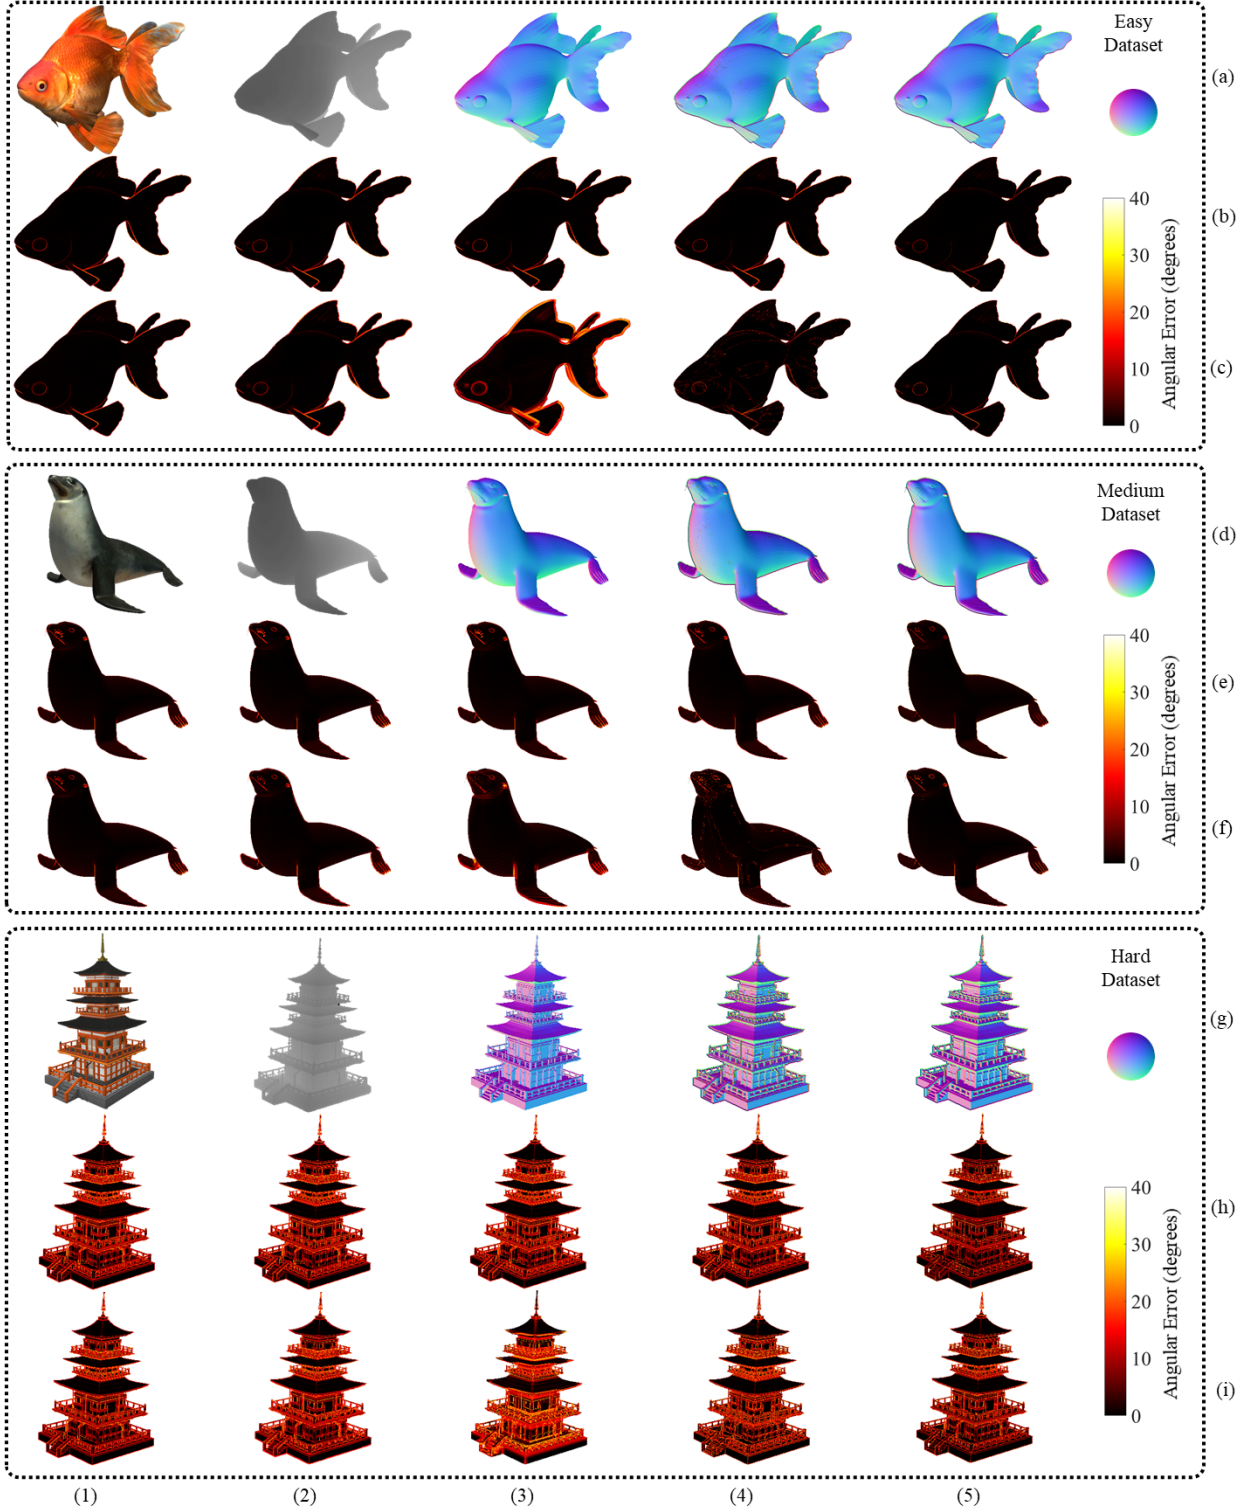 Easy
Dataset
(a)
(b)
40
30
20
10
0
Angular Error (degrees)
(c)
Medium
Dataset
(d)
(e)
40
30
20
10
0
Angular Error (degrees)
(f)
Hard
Dataset
(g)
(h)
40
30
20
10
0
Angular Error (degrees)
(i)
(1) (2) (3) (4) (5)